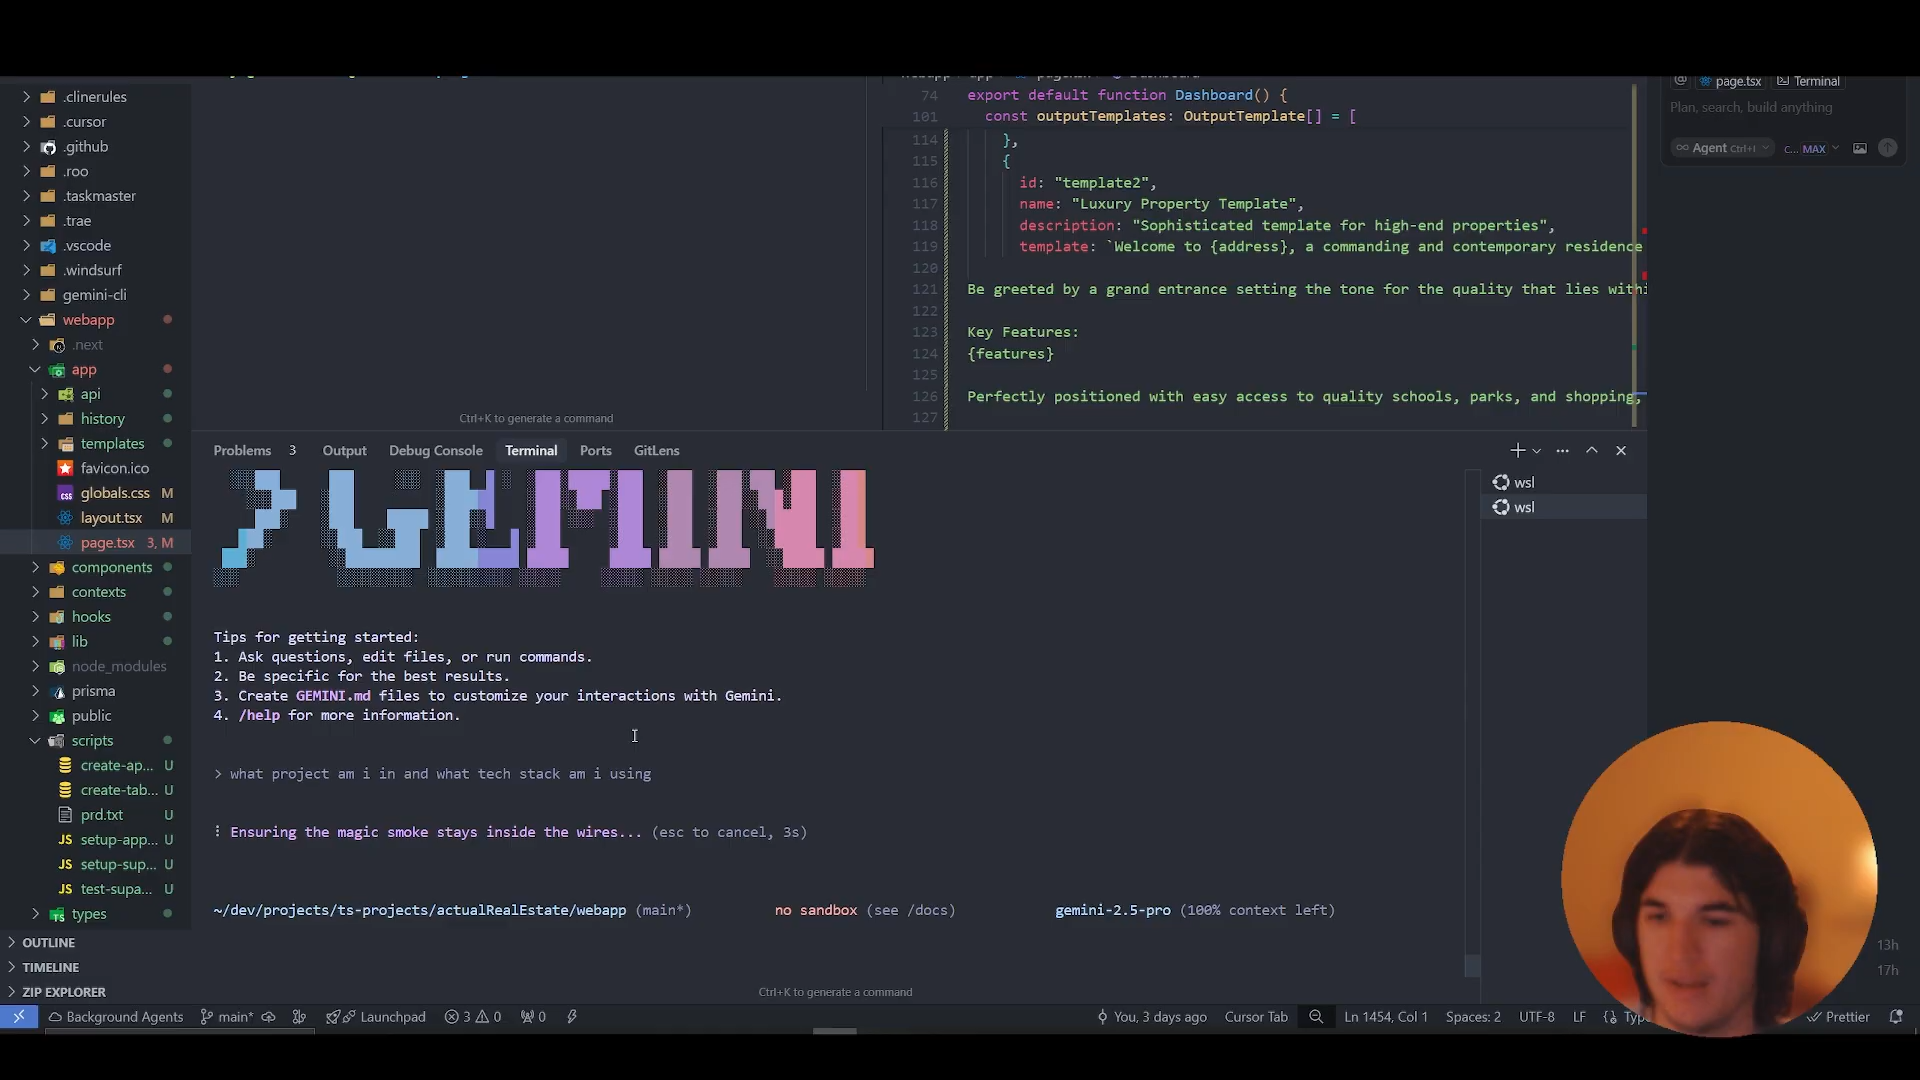 .clinerules
.cursor
.github
.roo
.taskmaster
.trae
.vscode
.windsurf
gemini-cli
webapp
.next
app
api
history
templates
favicon.ico
globals.css M
layout.tsx M
page.tsx 3, M
components
contexts
hooks
lib
node_modules
prisma
public
scripts
create-ap... U
create-tab... U
prd.txt U
JS setup-app... U
JS setup-sup... U
JS test-supa... U
types
OUTLINE
TIMELINE
ZIP EXPLORER
Ctrl+K to generate a command
74 export default function Dashboard() {
101 const outputTemplates: OutputTemplate[] = [
114 },
115 {
116 id: "template2",
117 name: "Luxury Property Template",
118 description: "Sophisticated template for high-end properties",
119 template: `Welcome to {address}, a commanding and contemporary residence
120
121 Be greeted by a grand entrance setting the tone for the quality that lies withi
122
123 Key Features:
124 {features}
125
126 Perfectly positioned with easy access to quality schools, parks, and shopping,
127
page.tsx Terminal
Plan, search, build anything
Agent Ctrl+I c... MAX
Problems 3 Output Debug Console Terminal Ports GitLens
wsl
wsl
> GEMINI
Tips for getting started:
1. Ask questions, edit files, or run commands.
2. Be specific for the best results.
3. Create GEMINI.md files to customize your interactions with Gemini.
4. /help for more information.
> what project am i in and what tech stack am i using
Ensuring the magic smoke stays inside the wires... (esc to cancel, 3s)
~/dev/projects/ts-projects/actualRealEstate/webapp (main*) no sandbox (see /docs) gemini-2.5-pro (100% context left)
Ctrl+K to generate a command
13h
17h
Background Agents main* Launchpad 3 0 0 You, 3 days ago Cursor Tab Ln 1454, Col 1 Spaces: 2 UTF-8 LF {} Typ Prettier